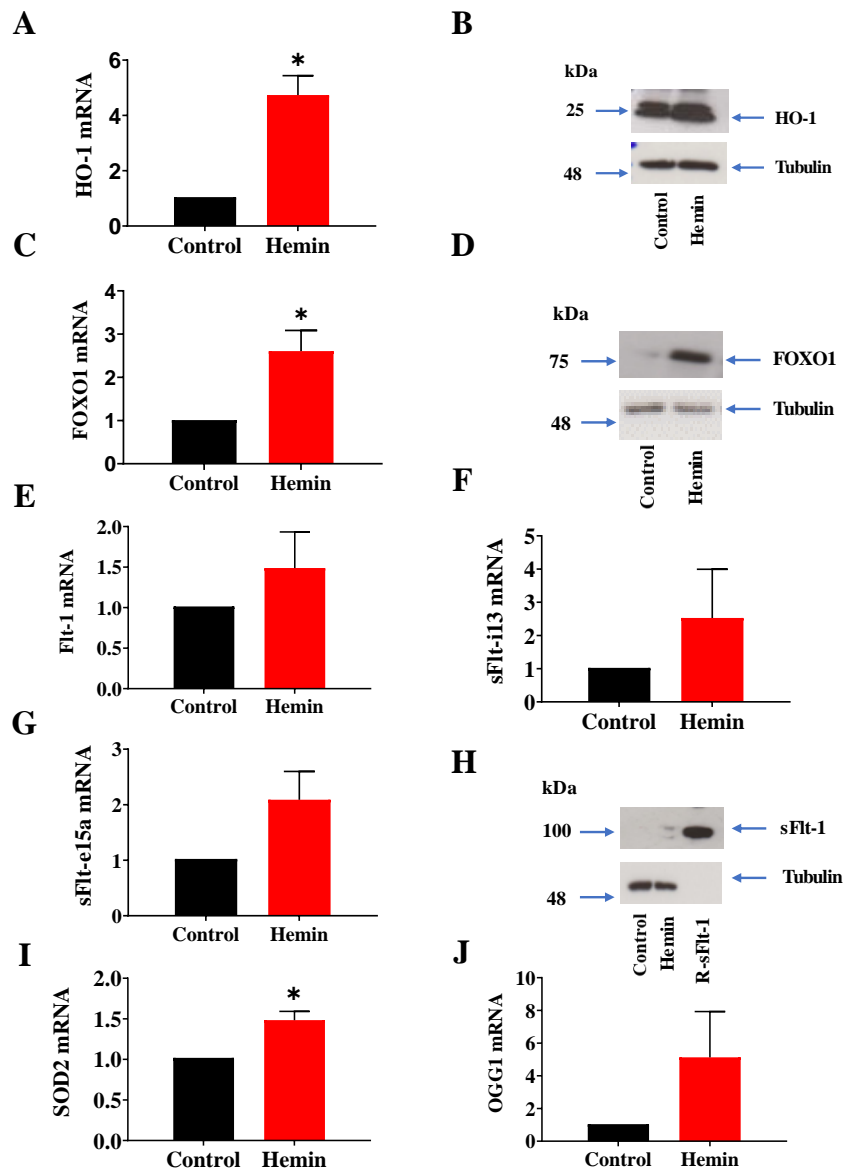 A
HO-1 mRNA
6
4
2
0
*
Control Hemin
B
kDa
25
HO-1
48
Tubulin
Control
Hemin
C
FOXO1 mRNA
4
3
2
1
0
*
Control Hemin
D
kDa
75
FOXO1
48
Tubulin
Control
Hemin
E
Flt-1 mRNA
2.0
1.5
1.0
0.5
0.0
Control Hemin
F
sFlt-i13 mRNA
5
4
3
2
1
0
Control Hemin
G
sFlt-e15a mRNA
3
2
1
0
Control Hemin
H
kDa
100
sFlt-1
48
Tubulin
Control
Hemin
R-sFlt-1
I
SOD2 mRNA
2.0
1.5
1.0
0.5
0.0
*
Control Hemin
J
OGG1 mRNA
10
8
6
4
2
0
Control Hemin